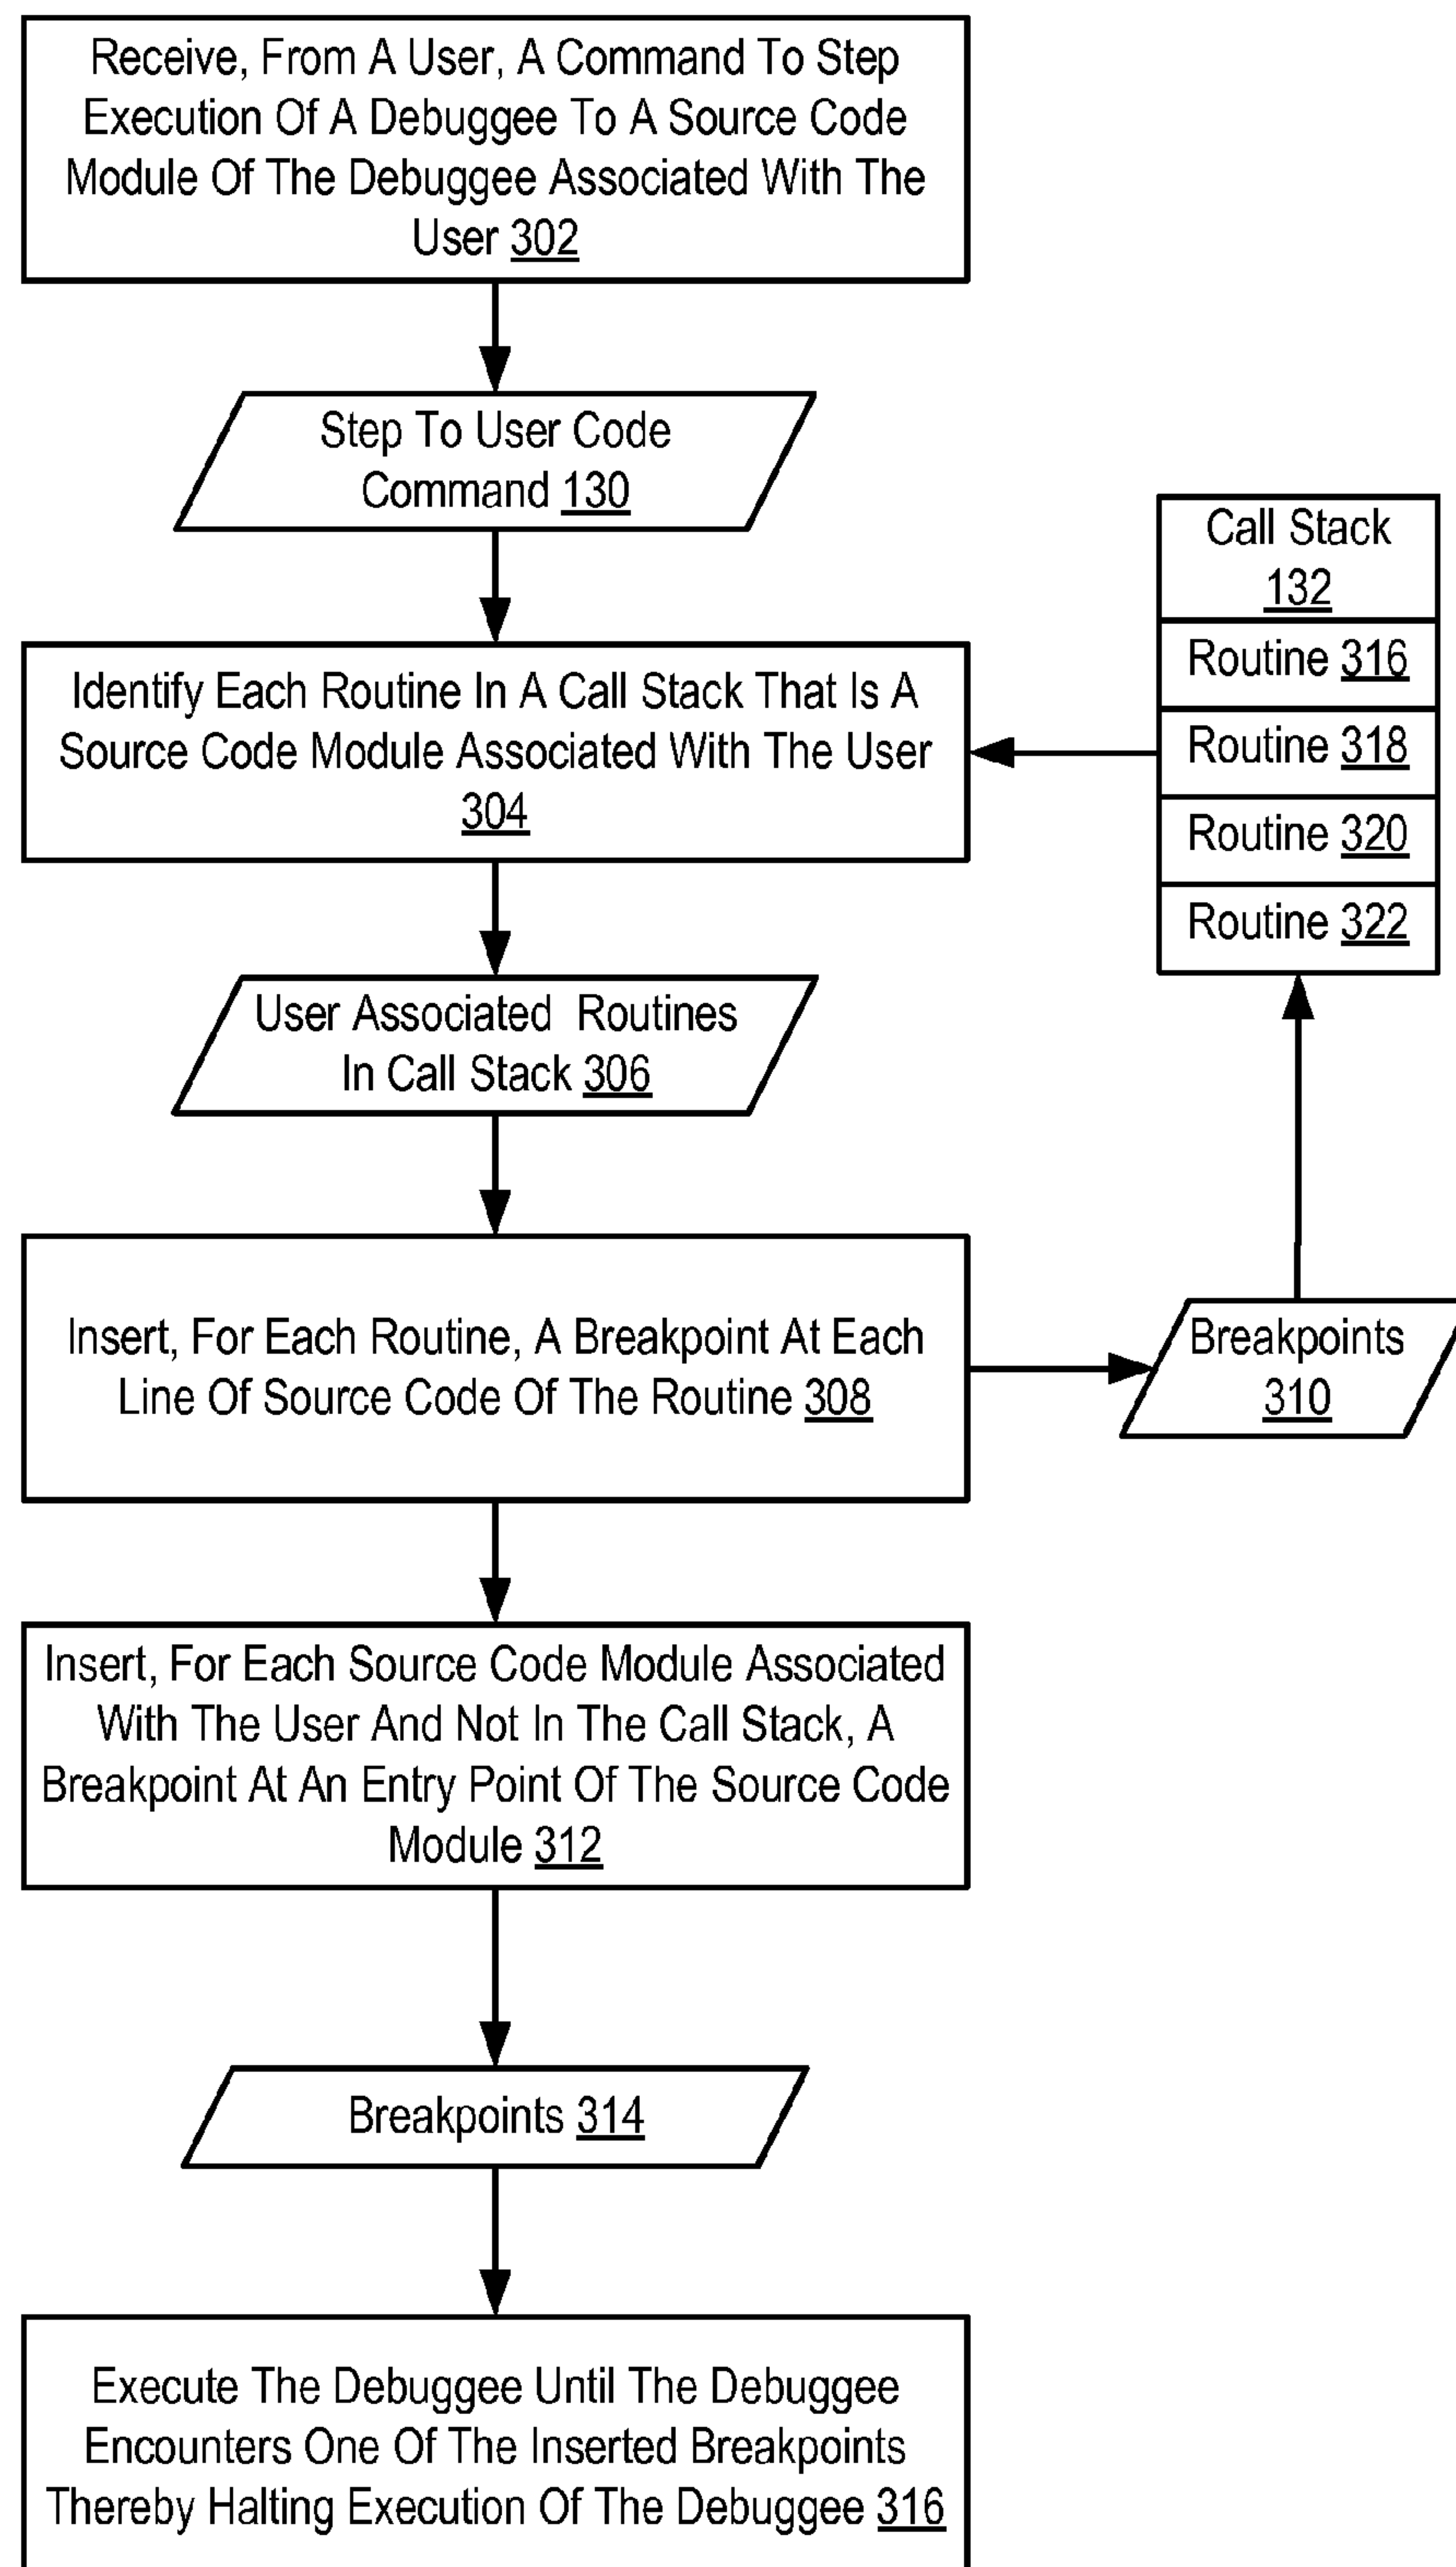 Receive, From A User, A Command To Step
Execution Of A Debuggee To A Source Code
Module Of The Debuggee Associated With The
User 302
Step To User Code
Command 130
Call Stack
132
Routine 316
Routine 318
Routine 320
Routine 322
Identify Each Routine In A Call Stack That Is A
Source Code Module Associated With The User
304
User Associated Routines
In Call Stack 306
Insert, For Each Routine, A Breakpoint At Each
Line Of Source Code Of The Routine 308
Breakpoints
310
Insert, For Each Source Code Module Associated
With The User And Not In The Call Stack, A
Breakpoint At An Entry Point Of The Source Code
Module 312
Breakpoints 314
Execute The Debuggee Until The Debuggee
Encounters One Of The Inserted Breakpoints
Thereby Halting Execution Of The Debuggee 316